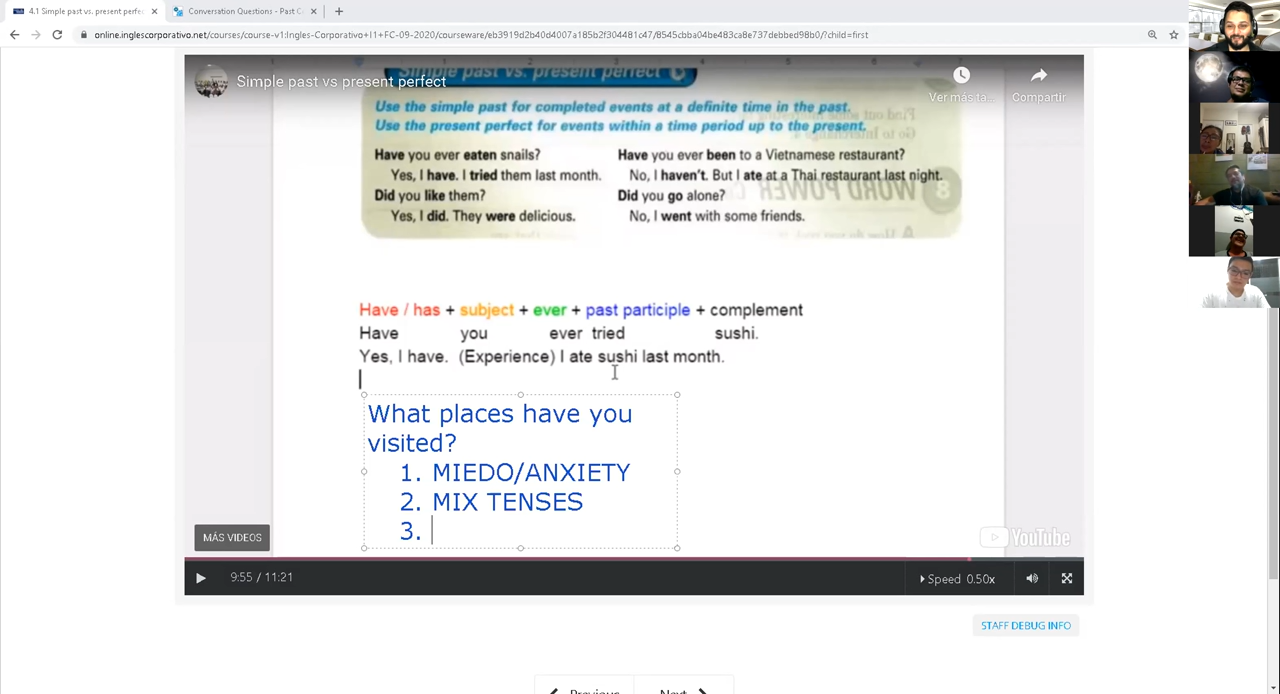 4.1 Simple past vs. present perfe
Conversation Questions - Past C
online.inglescorporativo.net/courses/course-v1:Ingles-Corporativo+I1+FC-09-2020/courseware/eb3919d2b40d4007a185b2f304481c47/8545cbba04be483ca8e737debbed98b0/?child=first
Simple past vs. present perfect
Simple past vs present perfect
Ver más ta...
Compartir
Use the simple past for completed events at a definite time in the past.
Use the present perfect for events within a time period up to the present.
Have you ever eaten snails?
Yes, I have. I tried them last month.
Did you like them?
Yes, I did. They were delicious.
Have you ever been to a Vietnamese restaurant?
No, I haven't. But I ate at a Thai restaurant last night.
Did you go alone?
No, I went with some friends.
WORD POWER
8
Have / has + subject + ever + past participle + complement
Have you ever tried sushi.
Yes, I have. (Experience) I ate sushi last month.
What places have you
visited?
1. MIEDO/ANXIETY
2. MIX TENSES
3.
MÁS VIDEOS
YouTube
9:55 / 11:21
Speed 0.50x
STAFF DEBUG INFO
Previous
Next